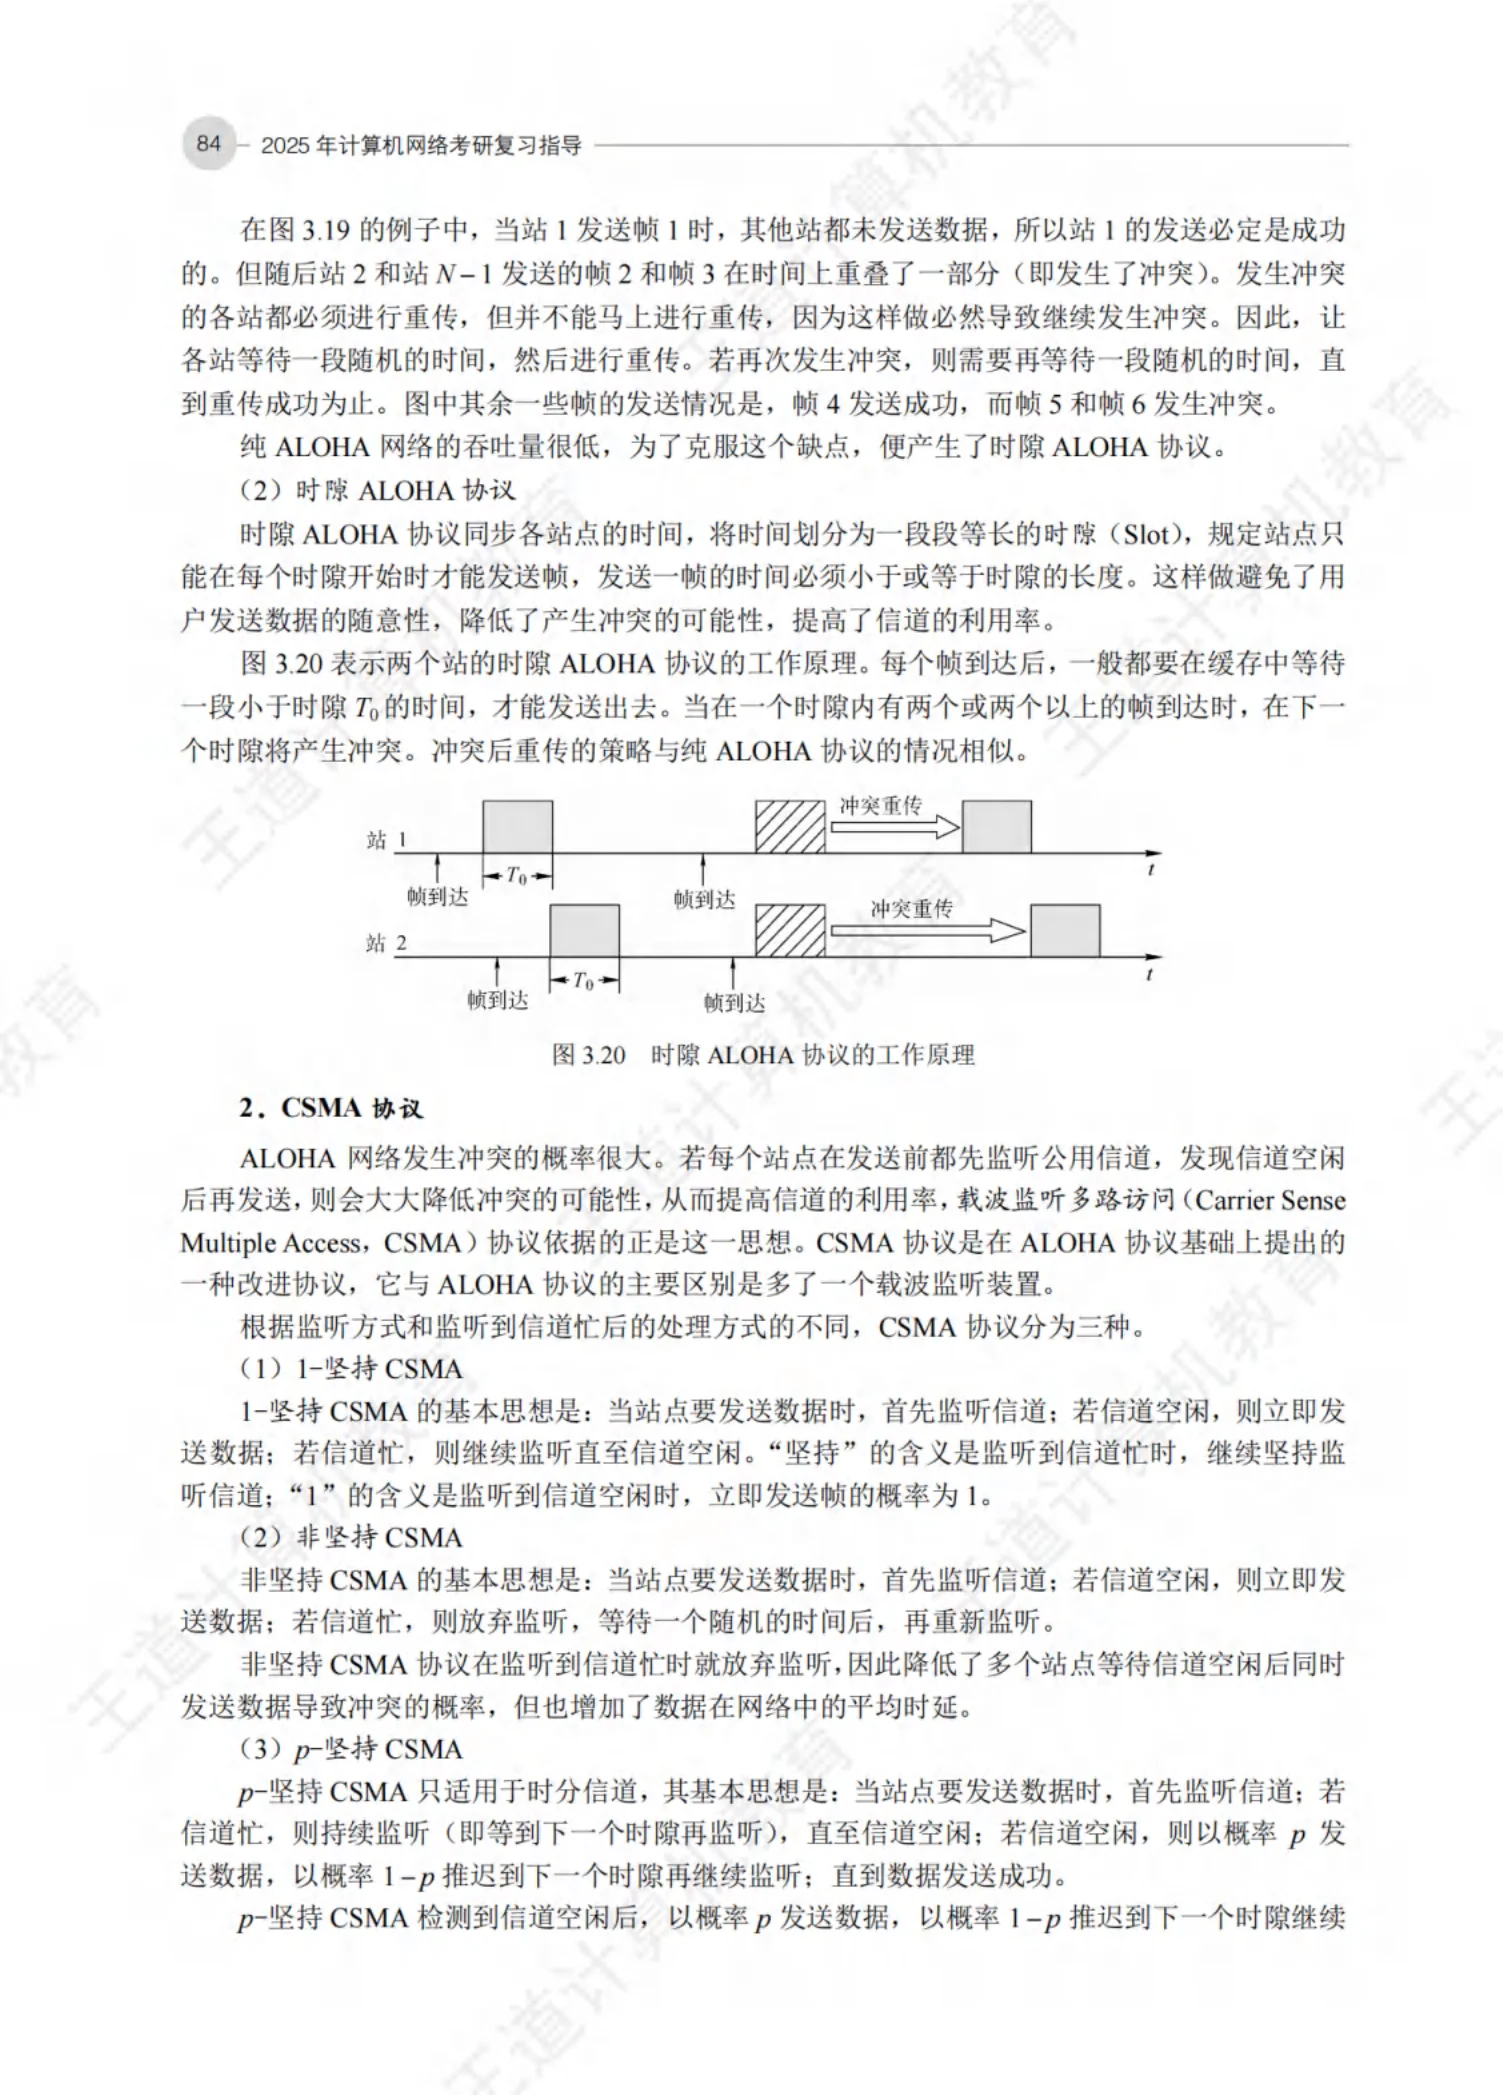 84 2025 年计算机网络考研复习指导
在图 3.19 的例子中，当站 1 发送帧 1 时，其他站都未发送数据，所以站 1 的发送必定是成功
的。但随后站 2 和站 N－1 发送的帧 2 和帧 3 在时间上重叠了一部分（即发生了冲突）。发生冲突
的各站都必须进行重传，但并不能马上进行重传，因为这样做必然导致继续发生冲突。因此，让
各站等待一段随机的时间，然后进行重传。若再次发生冲突，则需要再等待一段随机的时间，直
到重传成功为止。图中其余一些帧的发送情况是，帧 4 发送成功，而帧 5 和帧 6 发生冲突。
纯 ALOHA 网络的吞吐量很低，为了克服这个缺点，便产生了时隙 ALOHA 协议。
（2）时隙 ALOHA 协议
时隙 ALOHA 协议同步各站点的时间，将时间划分为一段段等长的时隙（Slot），规定站点只
能在每个时隙开始时才能发送帧，发送一帧的时间必须小于或等于时隙的长度。这样做避免了用
户发送数据的随意性，降低了产生冲突的可能性，提高了信道的利用率。
图 3.20 表示两个站的时隙 ALOHA 协议的工作原理。每个帧到达后，一般都要在缓存中等待
一段小于时隙 T0 的时间，才能发送出去。当在一个时隙内有两个或两个以上的帧到达时，在下一
个时隙将产生冲突。冲突后重传的策略与纯 ALOHA 协议的情况相似。
冲突重传
站 1
T0
t
帧到达
帧到达
冲突重传
站 2
T0
t
帧到达
帧到达
图 3.20 时隙 ALOHA 协议的工作原理
2．CSMA 协议
ALOHA 网络发生冲突的概率很大。若每个站点在发送前都先监听公用信道，发现信道空闲
后再发送，则会大大降低冲突的可能性，从而提高信道的利用率，载波监听多路访问（Carrier Sense
Multiple Access，CSMA）协议依据的正是这一思想。CSMA 协议是在 ALOHA 协议基础上提出的
一种改进协议，它与 ALOHA 协议的主要区别是多了一个载波监听装置。
根据监听方式和监听到信道忙后的处理方式的不同，CSMA 协议分为三种。
（1）1-坚持 CSMA
1-坚持 CSMA 的基本思想是：当站点要发送数据时，首先监听信道；若信道空闲，则立即发
送数据；若信道忙，则继续监听直至信道空闲。“坚持”的含义是监听到信道忙时，继续坚持监
听信道；“1”的含义是监听到信道空闲时，立即发送帧的概率为 1。
（2）非坚持 CSMA
非坚持 CSMA 的基本思想是：当站点要发送数据时，首先监听信道；若信道空闲，则立即发
送数据；若信道忙，则放弃监听，等待一个随机的时间后，再重新监听。
非坚持 CSMA 协议在监听到信道忙时就放弃监听，因此降低了多个站点等待信道空闲后同时
发送数据导致冲突的概率，但也增加了数据在网络中的平均时延。
（3）p-坚持 CSMA
p-坚持 CSMA 只适用于时分信道，其基本思想是：当站点要发送数据时，首先监听信道；若
信道忙，则持续监听（即等到下一个时隙再监听），直至信道空闲；若信道空闲，则以概率 p 发
送数据，以概率 1－p 推迟到下一个时隙再继续监听；直到数据发送成功。
p-坚持 CSMA 检测到信道空闲后，以概率 p 发送数据，以概率 1－p 推迟到下一个时隙继续
王道计算机教育
王道计算机教育
王道计算机教育
王道计算机教育
王道计算机教育
王道计算机教育
王道计算机教育